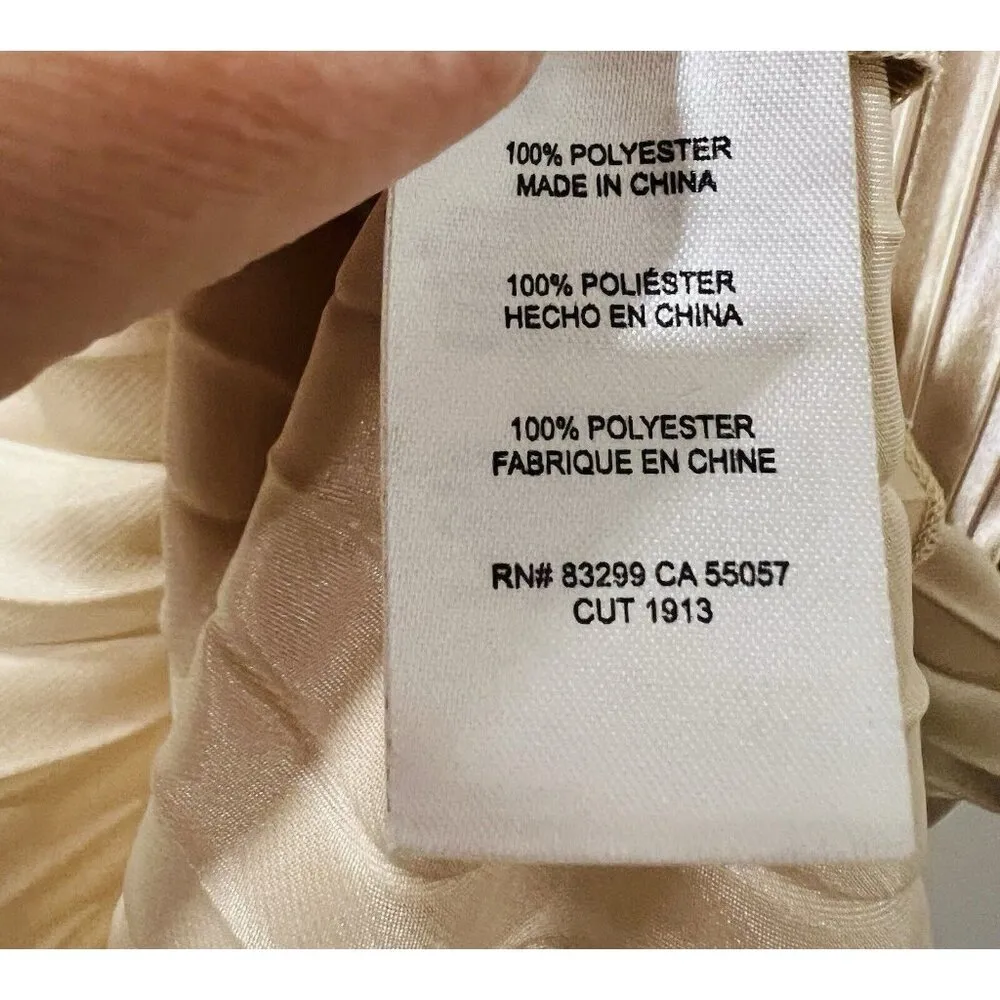 100% POLYESTER
MADE IN CHINA
100% POLIÉSTER
HECHO EN CHINA
100% POLYESTER
FABRIQUE EN CHINE
RN# 83299 CA 55057
CUT 1913